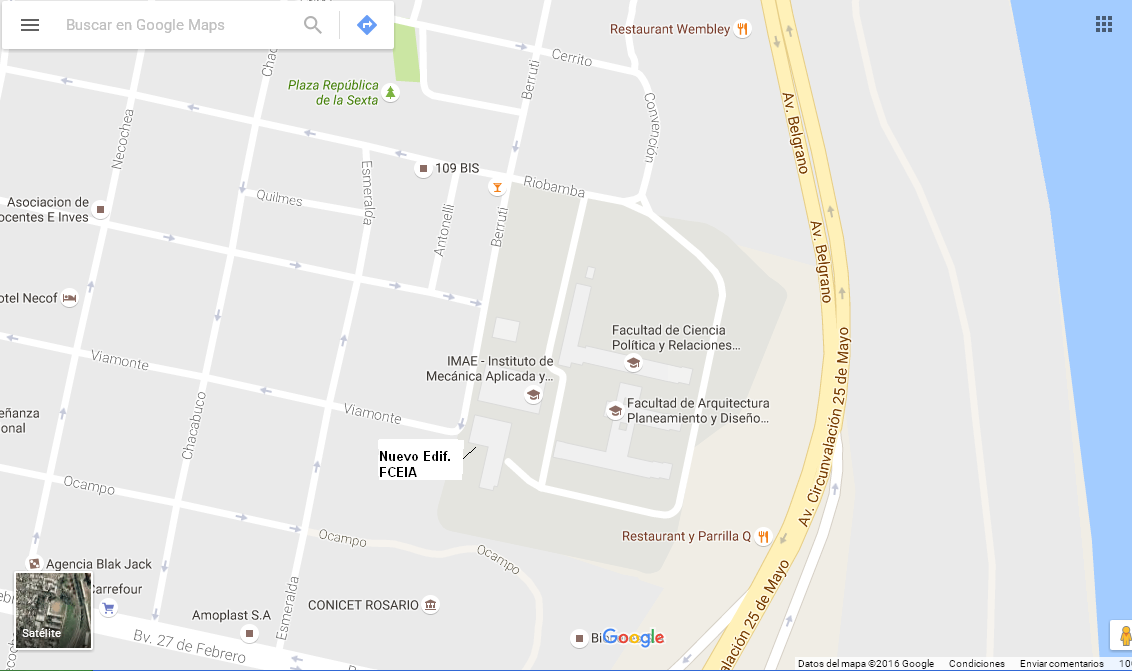 Buscar en Google Maps
Restaurant Wembley
Cerrito
Plaza República
de la Sexta
Berruti
Av. Belgrano
Convención
Necochea
109 BIS
Esmeralda
Riobamba
Quilmes
Asociacion de
ocentes E Inves
Antonelli
Berruti
Av. Belgrano
otel Necof
Facultad de Ciencia
Política y Relaciones...
Viamonte
IMAE - Instituto de
Mecánica Aplicada y...
Av. Circunvalación 25 de Mayo
Chacabuco
Viamonte
Facultad de Arquitectura
Planeamiento y Diseño...
eñanza
onal
Nuevo Edif.
FCEIA
Ocampo
Ocampo
Restaurant y Parrilla Q
Ocampo
Agencia Blak Jack
Carrefour
Satélite
Amoplast S.A
Esmeralda
CONICET ROSARIO
Bv. 27 de Febrero
Google
valación 25 de Mayo
Datos del mapa ©2016 Google
Condiciones
Enviar comentarios
10